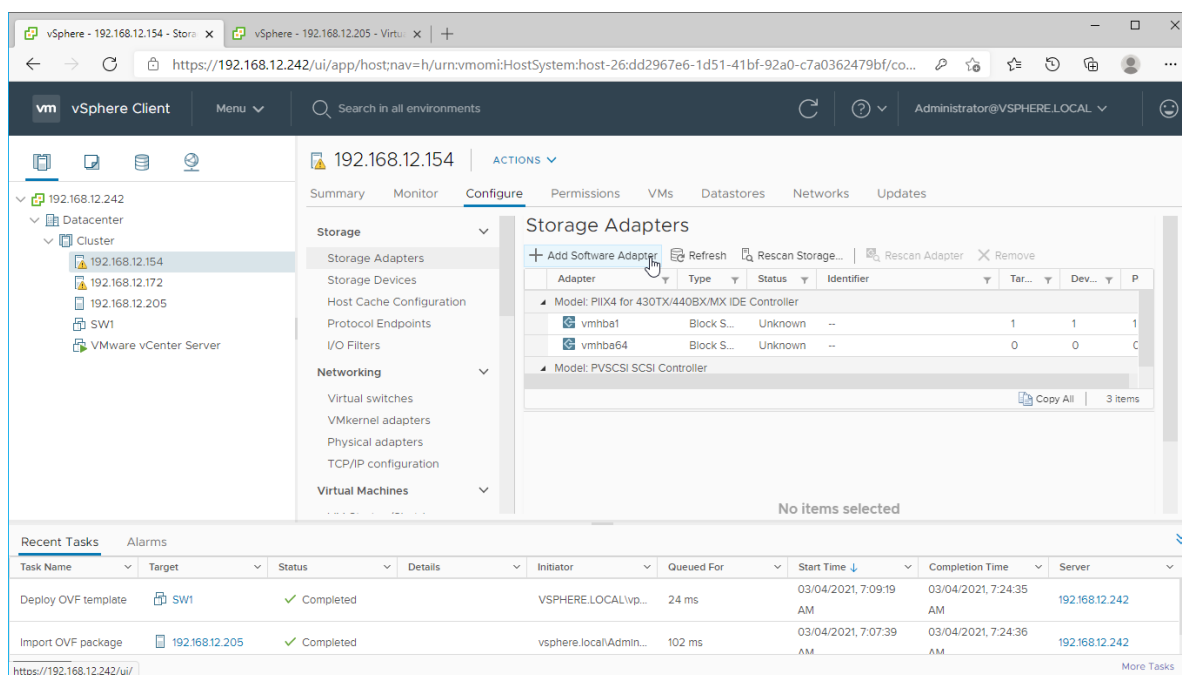 vSphere - 192.168.12.154 - Stora
vSphere - 192.168.12.205 - Virtu
https://192.168.12.242/ui/app/host;nav=h/urn:vmomi:HostSystem:host-26:dd2967e6-1d51-41bf-92a0-c7a0362479bf/co...
vm vSphere Client Menu Search in all environments Administrator@VSPHERE.LOCAL
192.168.12.154 ACTIONS
Summary Monitor Configure Permissions VMs Datastores Networks Updates
192.168.12.242
Datacenter
Cluster
192.168.12.154
192.168.12.172
192.168.12.205
SW1
VMware vCenter Server
Storage
Storage Adapters
Storage Devices
Host Cache Configuration
Protocol Endpoints
I/O Filters
Networking
Virtual switches
VMkernel adapters
Physical adapters
TCP/IP configuration
Virtual Machines
Storage Adapters
+ Add Software Adapter Refresh Rescan Storage... Rescan Adapter Remove
Adapter Type Status Identifier Tar... Dev... P
Model: PIIX4 for 430TX/440BX/MX IDE Controller
vmhba1 Block S... Unknown -- 1 1 1
vmhba64 Block S... Unknown -- 0 0
Model: PVSCSI SCSI Controller
Copy All 3 items
No items selected
Recent Tasks Alarms
Task Name Target Status Details Initiator Queued For Start Time ↓ Completion Time Server
Deploy OVF template SW1 Completed VSPHERE.LOCAL\vp... 24 ms 03/04/2021, 7:09:19 AM 03/04/2021, 7:24:35 AM 192.168.12.242
Import OVF package 192.168.12.205 Completed vsphere.local\Admin... 102 ms 03/04/2021, 7:07:39 AM 03/04/2021, 7:24:36 AM 192.168.12.242
https://192.168.12.242/ui/
More Tasks